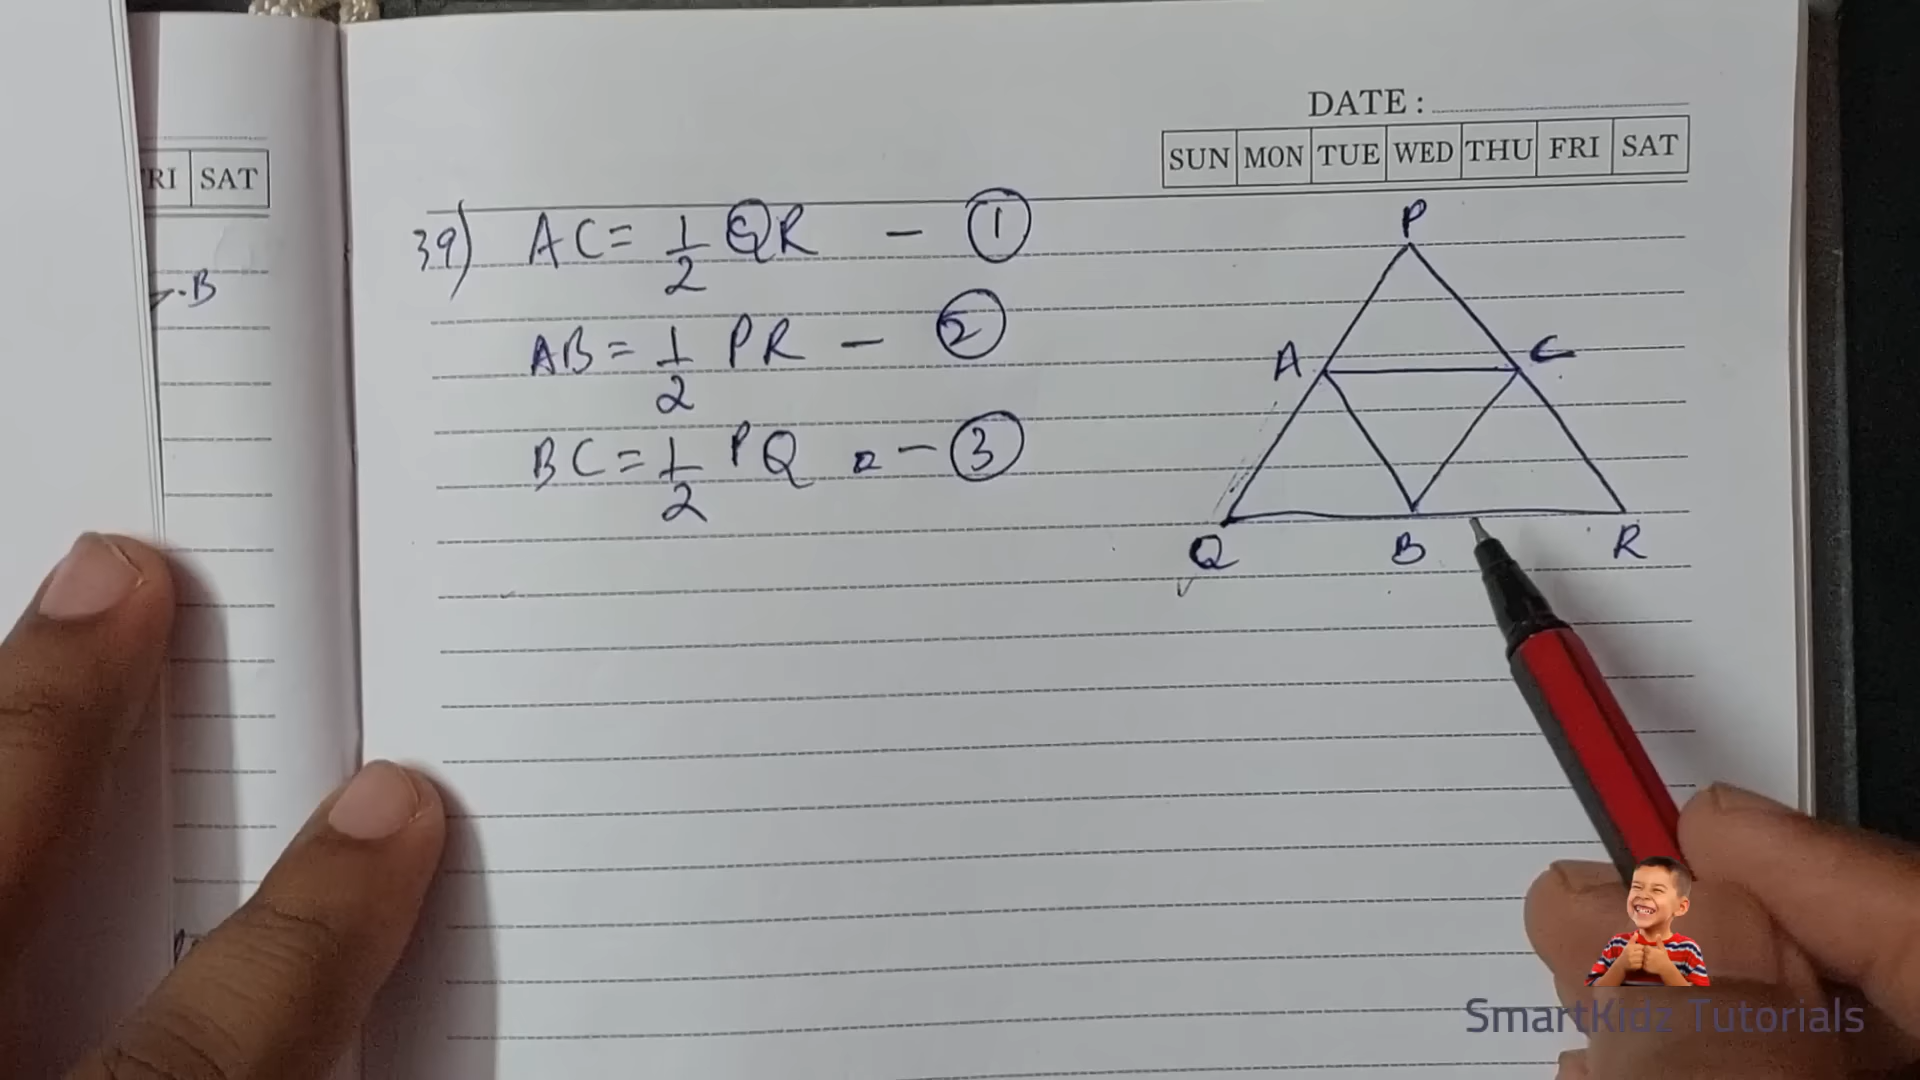 DATE :
SUN MON TUE WED THU FRI SAT
RI SAT
B
39) AC = 1/2 QR - ①
AB = 1/2 PR - ②
BC = 1/2 PQ - ③
P
A C
Q B R
SmartKidz Tutorials